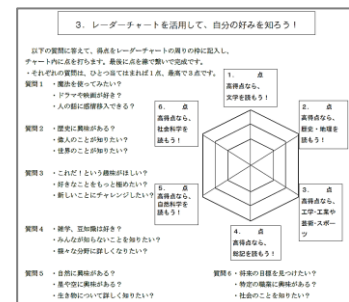 3．レーダーチャートを活用して、自分の好みを知ろう！
以下の質問に答えて、得点をレーダーチャートの周りの枠に記入し、
チャート内に点を打ちます。最後に点を線で繋いで完成です。
・それぞれの質問は、ひとつ当てはまれば1点、最高で3点です。
質問1 ・魔法を使ってみたい？
・ドラマや映画が好き？
・人の話に感情移入できる？
質問2 ・歴史に興味がある？
・偉人のことが知りたい？
・世界のことが知りたい？
質問3 ・これだ！という趣味がほしい？
・好きなことをもっと極めたい？
・新しいことにチャレンジしたい？
質問4 ・雑学、豆知識は好き？
・みんなが知らないことを知りたい？
・様々な分野に詳しくなりたい？
質問5 ・自然に興味がある？
・星や空に興味がある？
・生き物について詳しく知りたい？
質問6・将来の目標を見つけたい？
・特定の職業に興味がある？
・社会のことを知りたい？
1． 点
高得点なら、
文学を読もう！
2． 点
高得点なら、
歴史・地理を
読もう！
3． 点
高得点なら、
工学・工業や
芸術・スポー
ツ
4． 点
高得点なら、
総記を読もう！
5． 点
高得点なら、
自然科学を
読もう！
6． 点
高得点なら、
社会科学を
読もう！